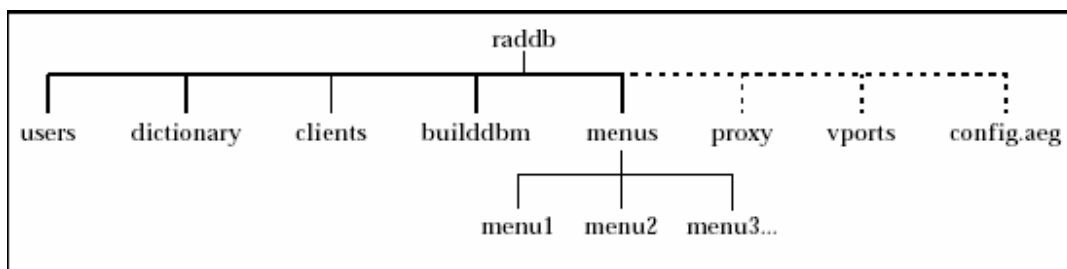 raddb
users dictionary clients builddbm menus proxy vports config.aeg
menu1 menu2 menu3...